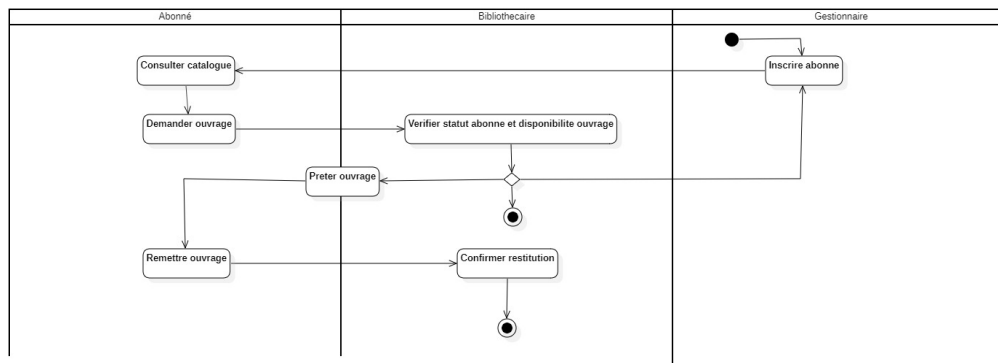 Abonné
Bibliothecaire
Gestionnaire
Consulter catalogue
Inscrire abonne
Demander ouvrage
Verifier statut abonne et disponibilite ouvrage
Preter ouvrage
Remettre ouvrage
Confirmer restitution